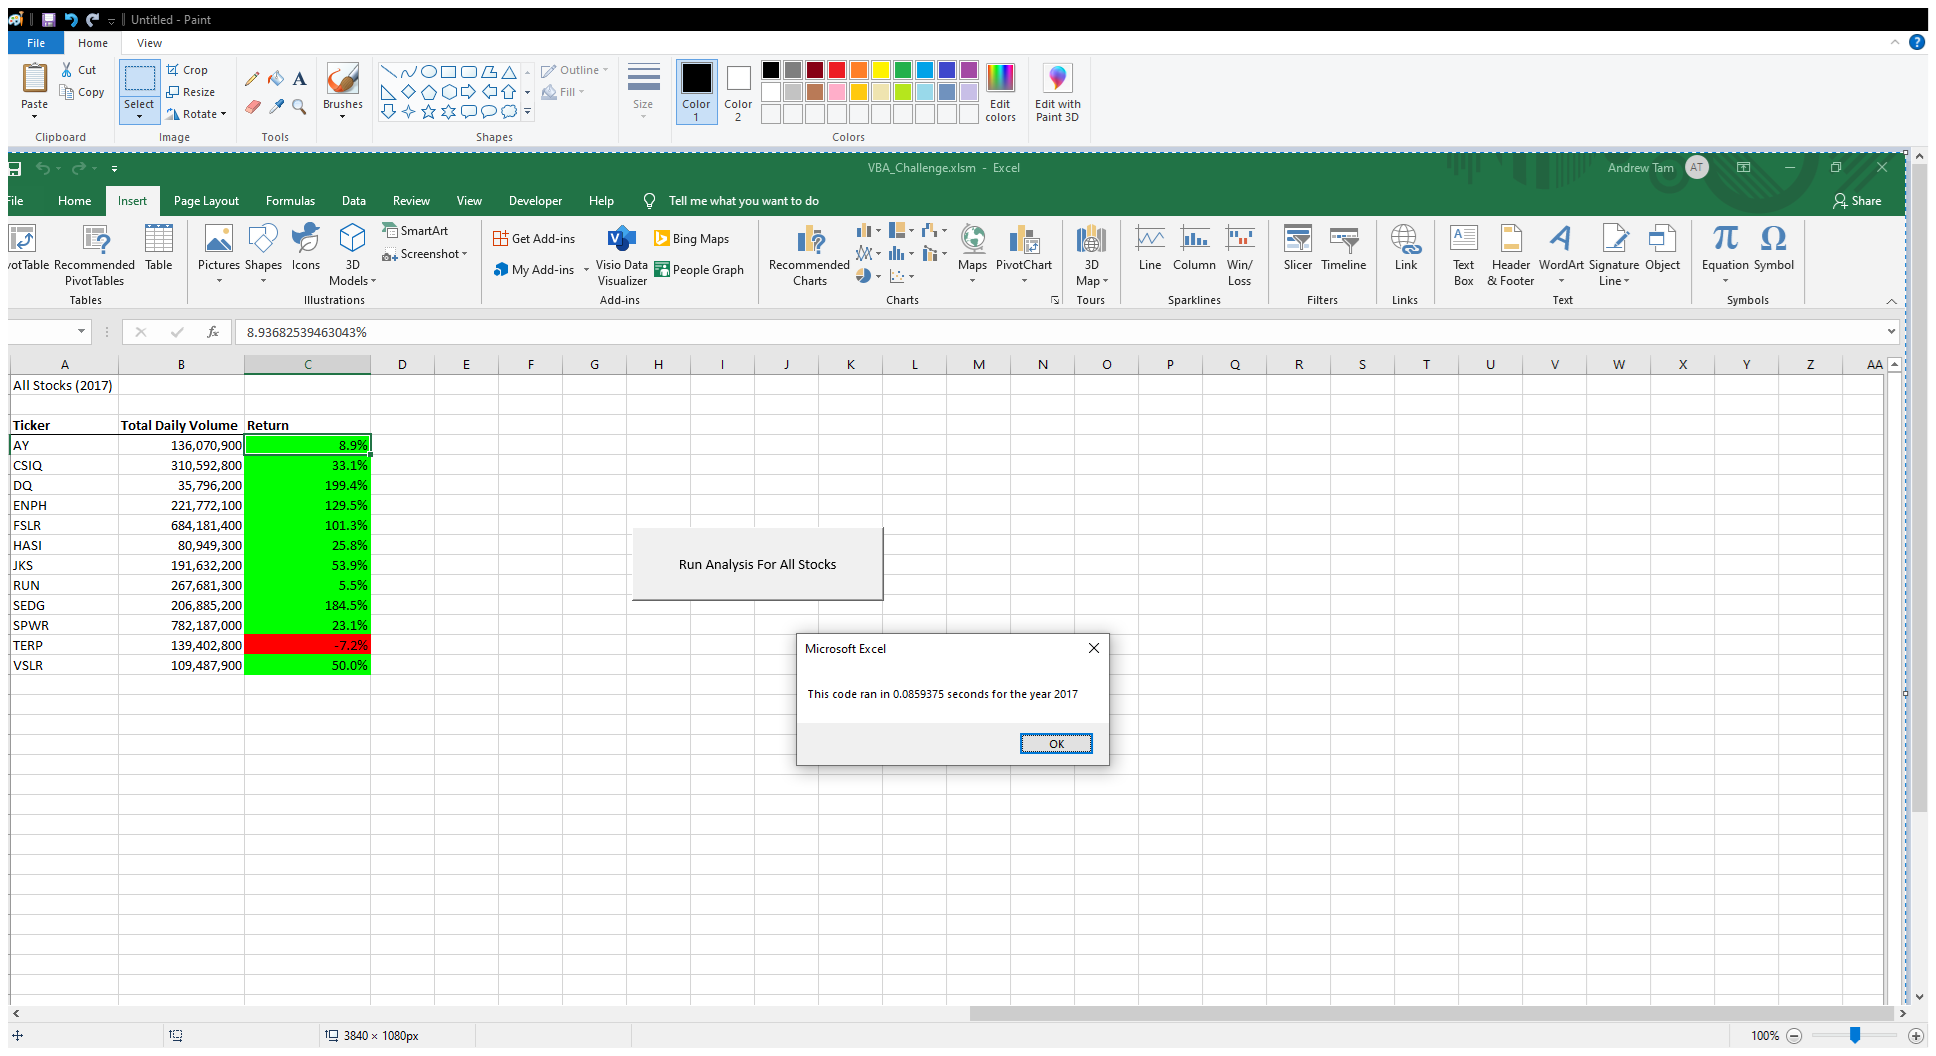 Untitled - Paint
File Home View
Paste Cut Copy
Clipboard
Select Crop Resize Rotate
Image
Tools
Brushes
Shapes
Outline
Fill
Size
Color 1
Color 2
Edit colors
Colors
Edit with Paint 3D
VBA_Challenge.xlsm - Excel
Andrew Tam AT
File Home Insert Page Layout Formulas Data Review View Developer Help Tell me what you want to do Share
Recommended PivotTables Table
Tables
Pictures Shapes Icons 3D Models SmartArt Screenshot
Illustrations
Get Add-ins My Add-ins Visio Data Visualizer Bing Maps People Graph
Add-ins
Recommended Charts Maps PivotChart
Charts
3D Map
Tours
Line Column Win/Loss
Sparklines
Slicer Timeline
Filters
Link
Links
Text Box Header & Footer WordArt Signature Line Object
Text
Equation Symbol
Symbols
fx 8.93682539463043%
A B C D E F G H I J K L M N O P Q R S T U V W X Y Z AA
All Stocks (2017)
Ticker Total Daily Volume Return
AY 136,070,900 8.9%
CSIQ 310,592,800 33.1%
DQ 35,796,200 199.4%
ENPH 221,772,100 129.5%
FSLR 684,181,400 101.3%
HASI 80,949,300 25.8%
JKS 191,632,200 53.9%
RUN 267,681,300 5.5%
SEDG 206,885,200 184.5%
SPWR 782,187,000 23.1%
TERP 139,402,800 -7.2%
VSLR 109,487,900 50.0%
Run Analysis For All Stocks
Microsoft Excel
This code ran in 0.0859375 seconds for the year 2017
OK
3840 × 1080px
100%